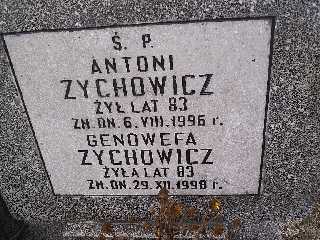 Ś. P.
ANTONI
ZYCHOWICZ
ŻYŁ LAT 83
ZM. DN. 6. VIII. 1996 r.
GENOWEFA
ZYCHOWICZ
ŻYŁA LAT 83
ZM. DN. 29. XII. 1998 r.